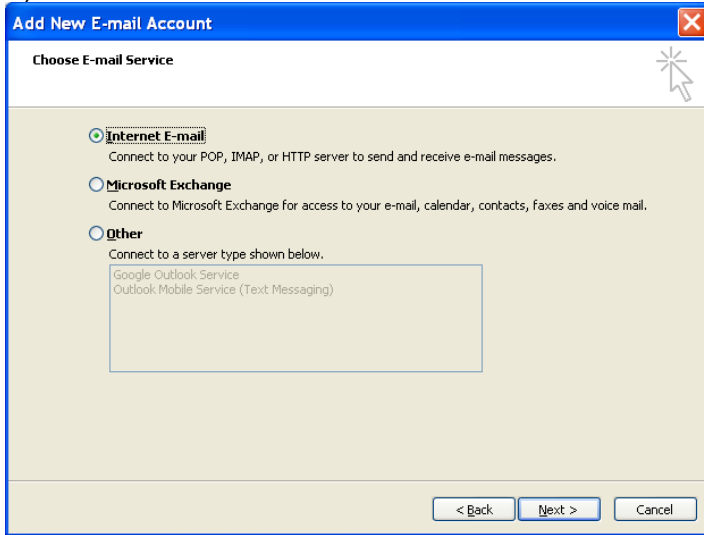 Add New E-mail Account
Choose E-mail Service
Internet E-mail
Connect to your POP, IMAP, or HTTP server to send and receive e-mail messages.
Microsoft Exchange
Connect to Microsoft Exchange for access to your e-mail, calendar, contacts, faxes and voice mail.
Other
Connect to a server type shown below.
Google Outlook Service
Outlook Mobile Service (Text Messaging)
< Back Next > Cancel